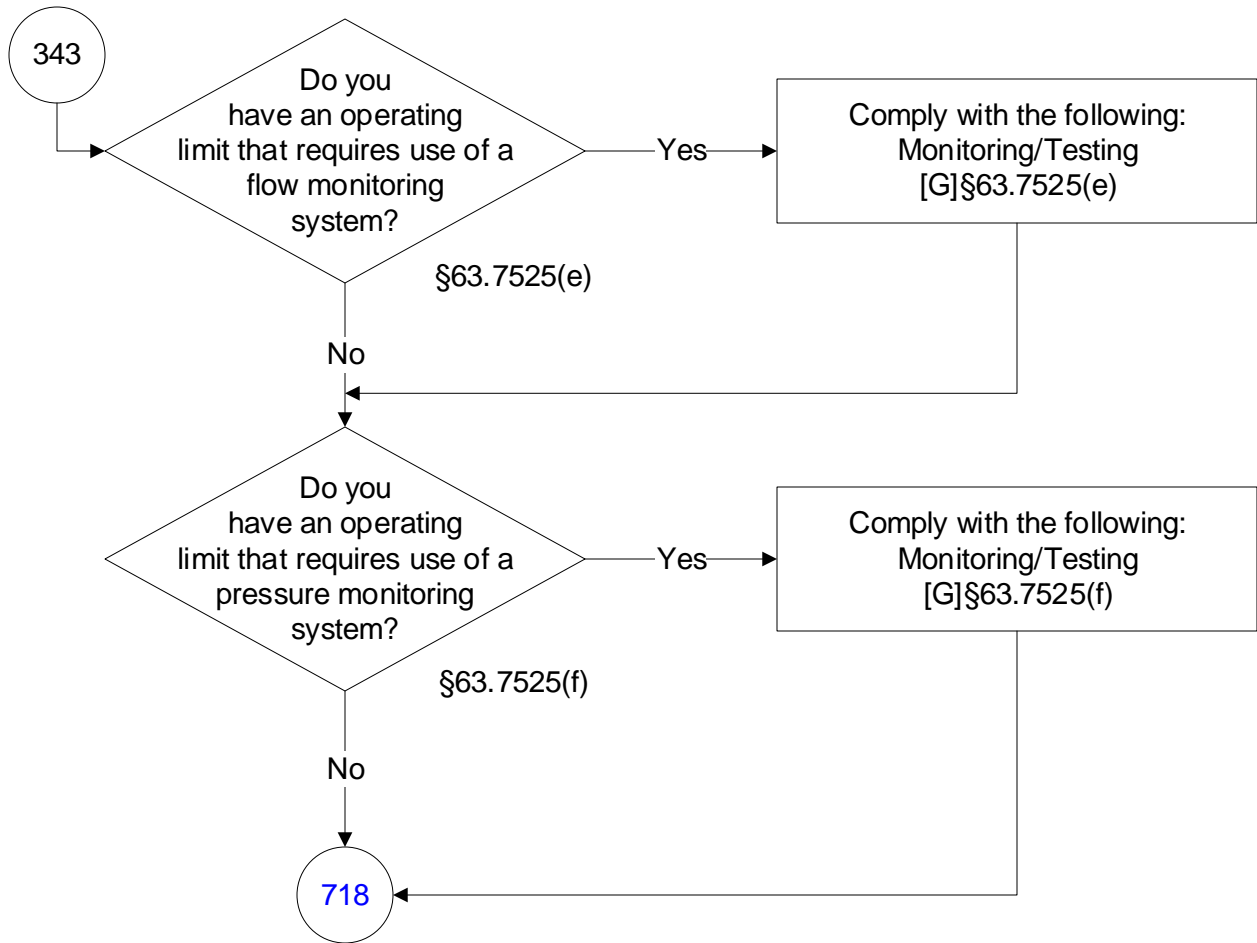 343
Do you
have an operating
limit that requires use of a
flow monitoring
system?
Yes
Comply with the following:
Monitoring/Testing
[G]§63.7525(e)
§63.7525(e)
No
Do you
have an operating
limit that requires use of a
pressure monitoring
system?
Yes
Comply with the following:
Monitoring/Testing
[G]§63.7525(f)
§63.7525(f)
No
718